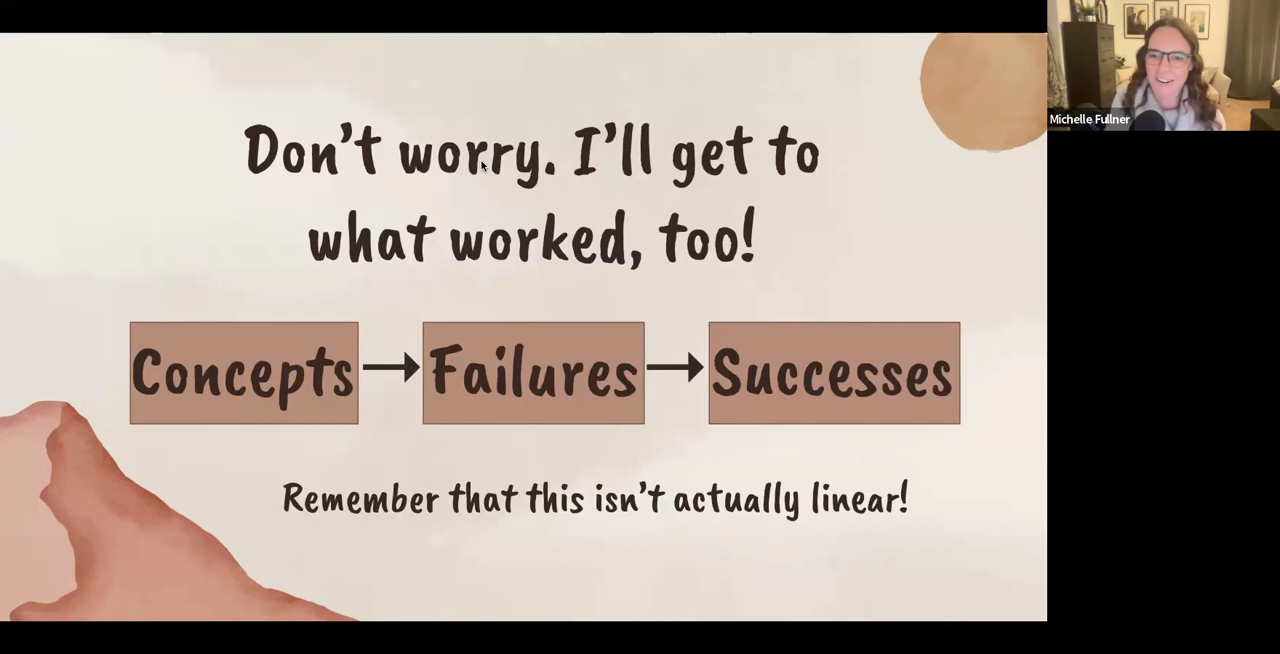 Don't worry. I'll get to
what worked, too!
Concepts → Failures → Successes
Remember that this isn't actually linear!
Michelle Fullner